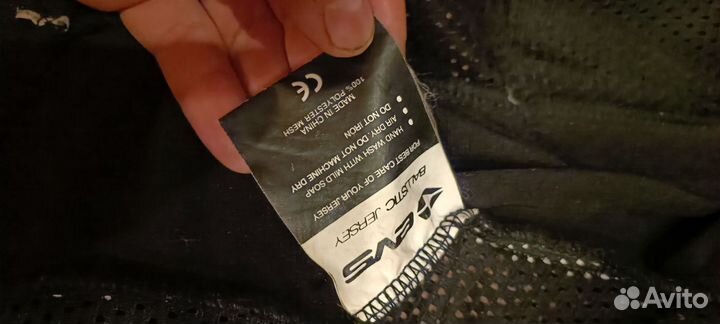 EVS
BALLISTIC JERSEY
FOR BEST CARE OF YOUR JERSEY
HAND WASH WITH MILD SOAP
AIR DRY: DO NOT MACHINE DRY
DO NOT IRON
MADE IN CHINA
100% POLYESTER MESH
CE
Avito